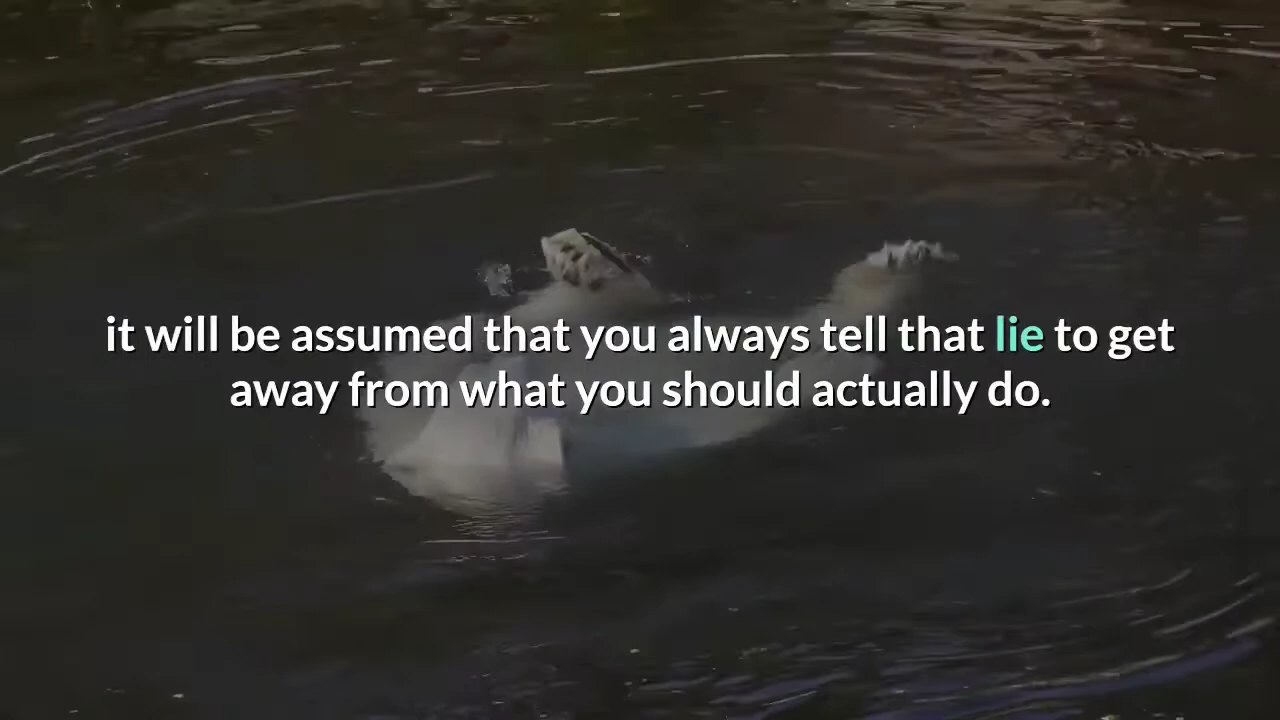 it will be assumed that you always tell that lie to get
away from what you should actually do.